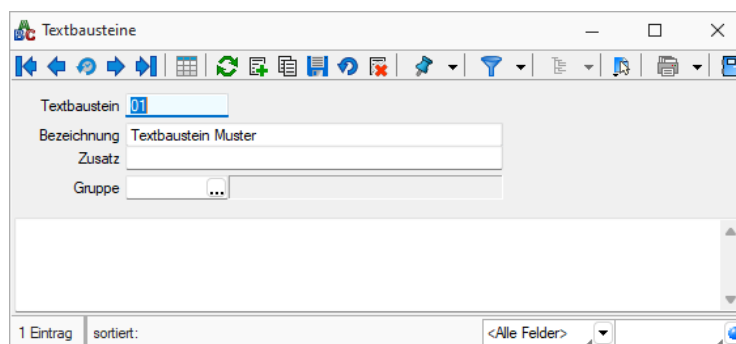 Textbausteine
Textbaustein 01
Bezeichnung Textbaustein Muster
Zusatz
Gruppe ...
1 Eintrag sortiert: <Alle Felder>